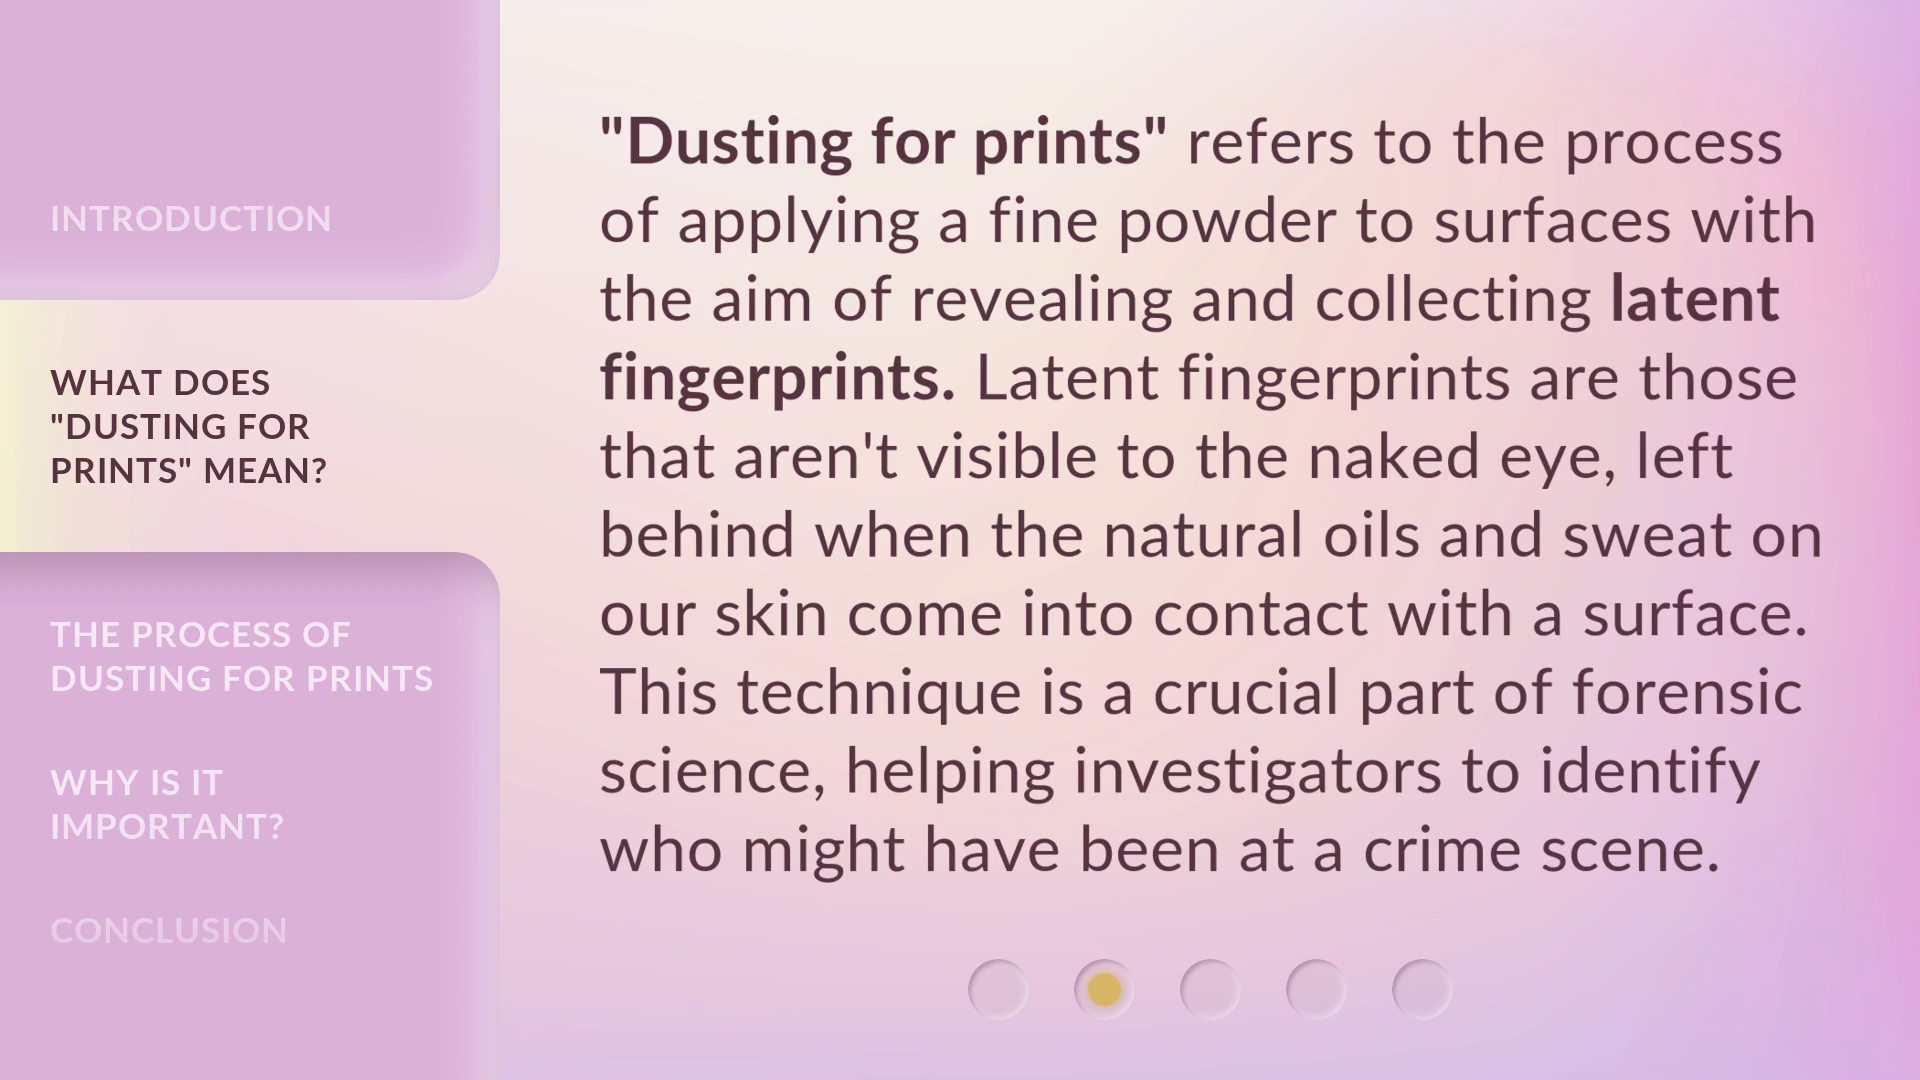 INTRODUCTION
WHAT DOES
"DUSTING FOR
PRINTS" MEAN?
THE PROCESS OF
DUSTING FOR PRINTS
WHY IS IT
IMPORTANT?
CONCLUSION
"Dusting for prints" refers to the process
of applying a fine powder to surfaces with
the aim of revealing and collecting latent
fingerprints. Latent fingerprints are those
that aren't visible to the naked eye, left
behind when the natural oils and sweat on
our skin come into contact with a surface.
This technique is a crucial part of forensic
science, helping investigators to identify
who might have been at a crime scene.